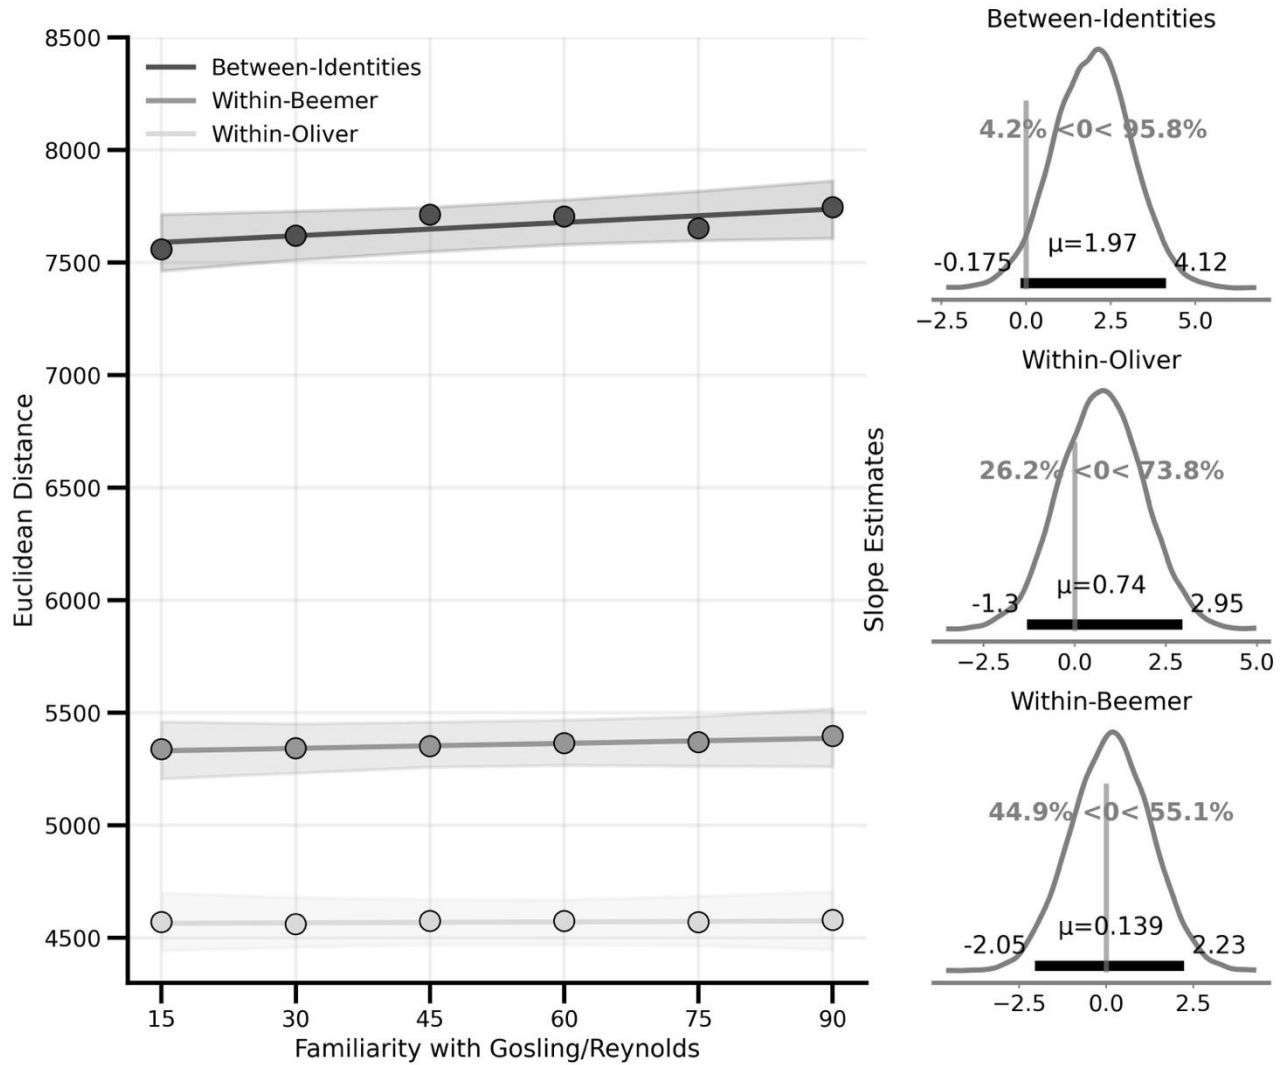 Between-Identities
Within-Beemer
Within-Oliver
8500
8000
7500
7000
6500
6000
5500
5000
4500
Euclidean Distance
15 30 45 60 75 90
Familiarity with Gosling/Reynolds
Slope Estimates
Between-Identities
4.2% <0< 95.8%
μ=1.97
-0.175 4.12
−2.5 0.0 2.5 5.0
Within-Oliver
26.2% <0< 73.8%
μ=0.74
-1.3 2.95
−2.5 0.0 2.5 5.0
Within-Beemer
44.9% <0< 55.1%
μ=0.139
-2.05 2.23
−2.5 0.0 2.5